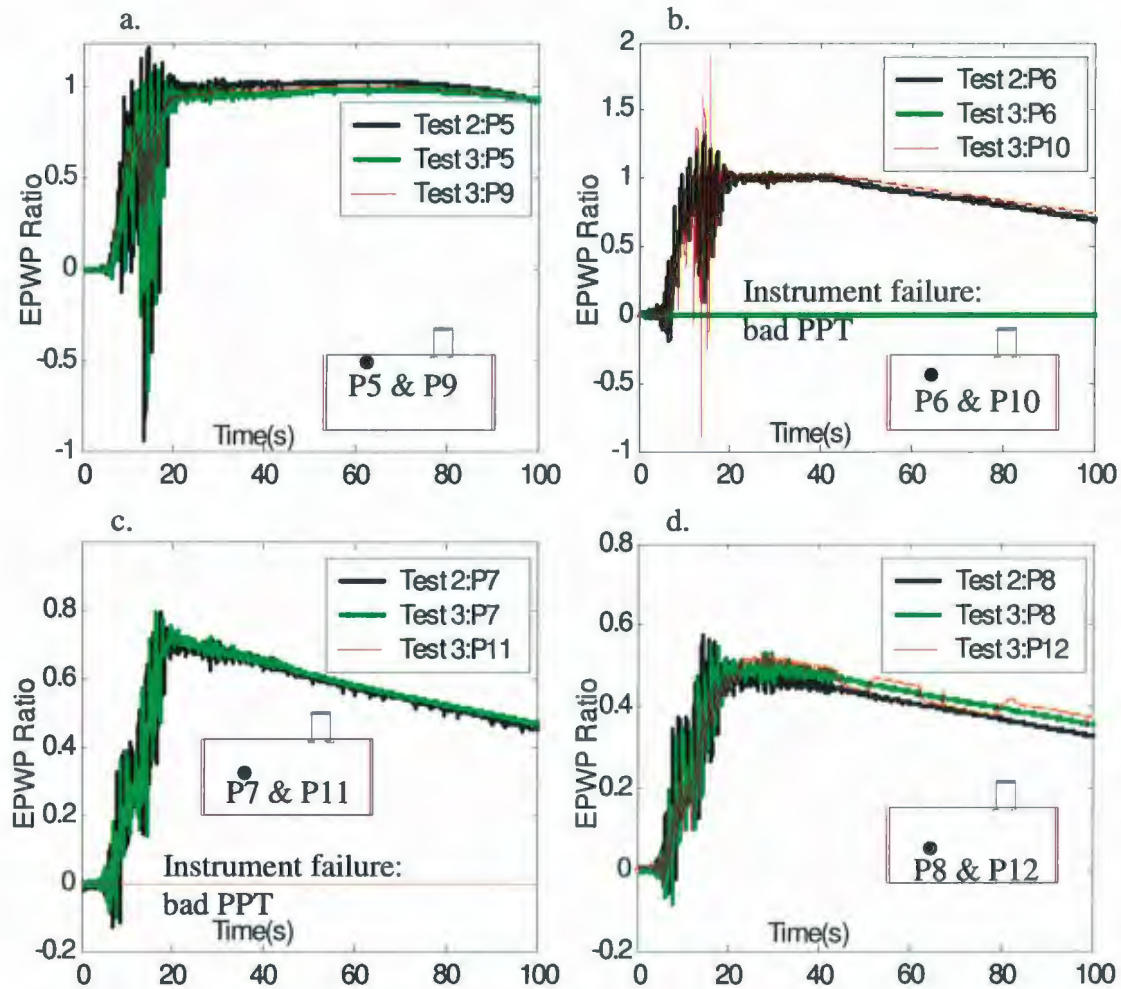 a.
EPWP Ratio
1
0.5
0
-0.5
-1
Test 2:P5
Test 3:P5
Test 3:P9
P5 & P9
Time(s)
0 20 40 60 80 100
b.
EPWP Ratio
2
1.5
1
0.5
0
-0.5
-1
Test 2:P6
Test 3:P6
Test 3:P10
Instrument failure:
bad PPT
P6 & P10
Time(s)
0 20 40 60 80 100
c.
EPWP Ratio
0.8
0.6
0.4
0.2
0
-0.2
Test 2:P7
Test 3:P7
Test 3:P11
P7 & P11
Instrument failure:
bad PPT
Time(s)
0 20 40 60 80 100
d.
EPWP Ratio
0.8
0.6
0.4
0.2
0
-0.2
Test 2:P8
Test 3:P8
Test 3:P12
P8 & P12
Time(s)
0 20 40 60 80 100